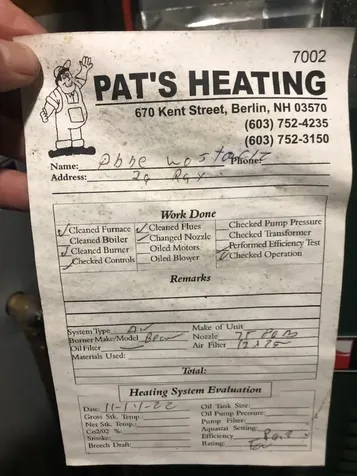 7002
PAT'S HEATING
670 Kent Street, Berlin, NH 03570
(603) 752-4235
(603) 752-3150
Name: Phone:
Address:
Work Done
✓ Cleaned Furnace ✓ Cleaned Flues Checked Pump Pressure
Cleaned Boiler ✓ Changed Nozzle Checked Transformer
✓ Cleaned Burner Oiled Motors ✓ Performed Efficiency Test
✓ Checked Controls Oiled Blower ✓ Checked Operation
Remarks
System Type Air Make of Unit
Burner Make/Model Nozzle
Oil Filter Air Filter
Materials Used:
Total:
Heating System Evaluation
Date: Oil Tank Size:
Gross Stk. Temp.: Oil Pump Pressure:
Net Stk. Temp.: Pump Filter:
Co2/02 %: Aquastat Setting:
Smoke: Efficiency
Breech Draft: Rating: